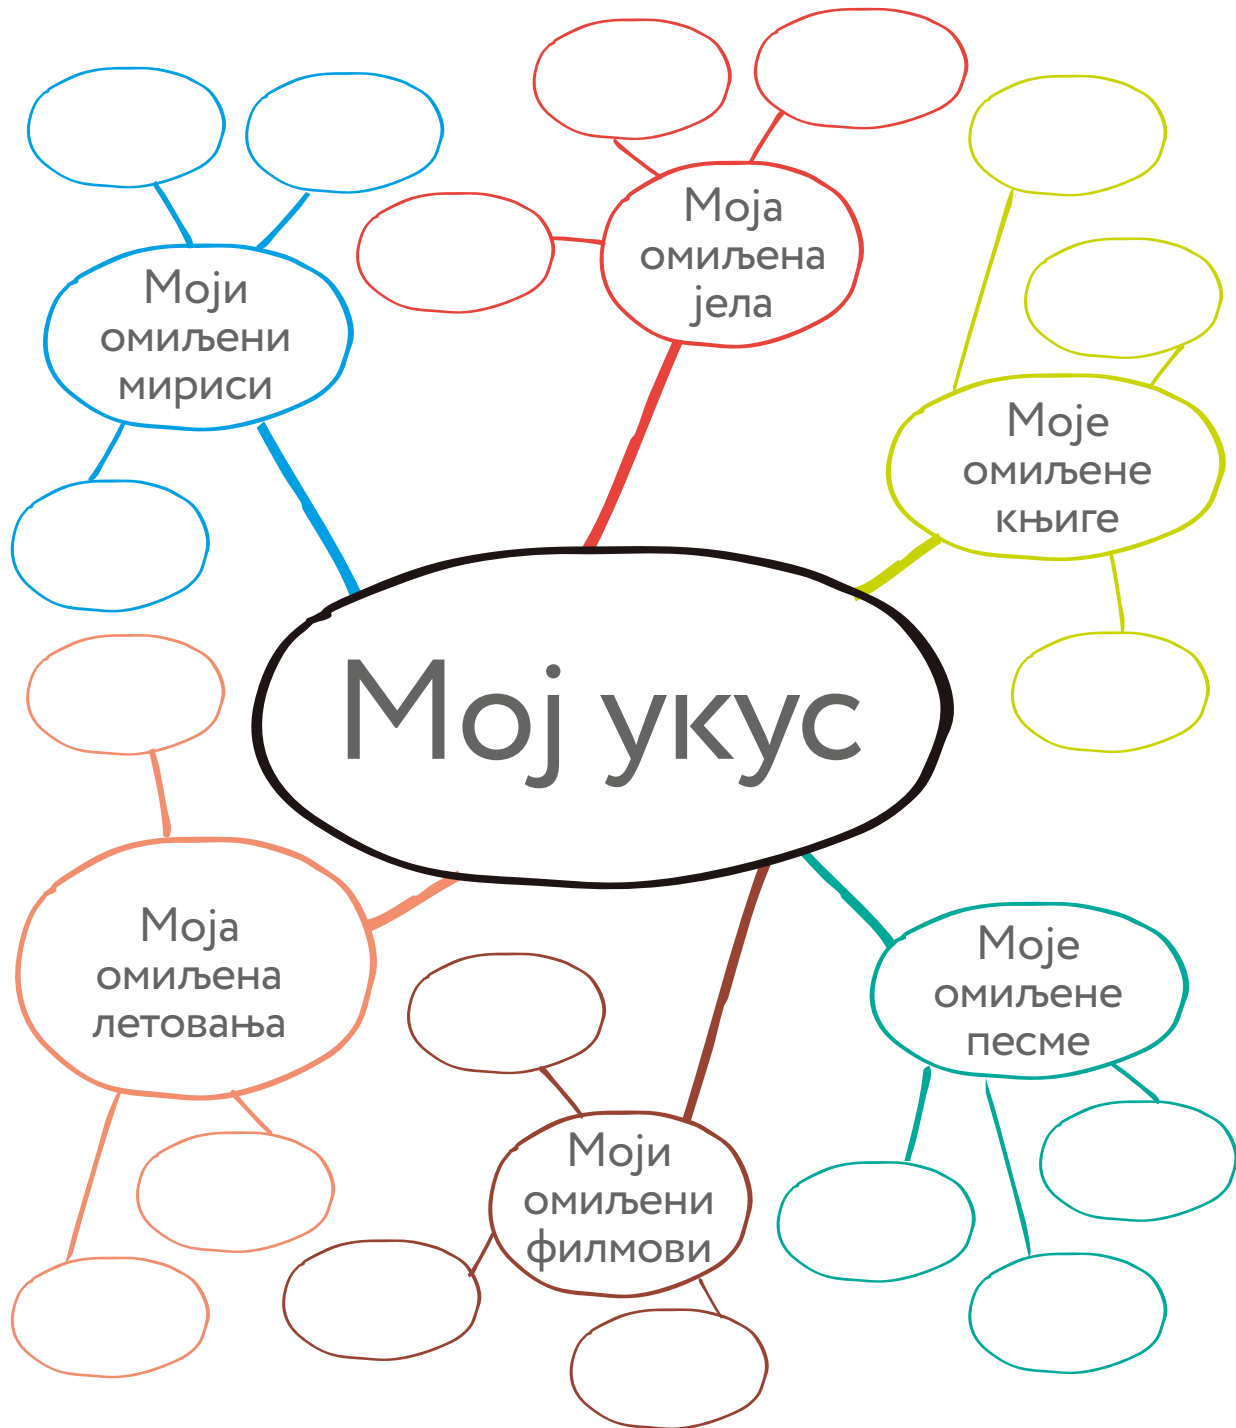 Моја
омиљена
јела
Моји
омиљени
мириси
Моје
омиљене
књиге
Мој укус
Моја
омиљена
летовања
Моје
омиљене
песме
Моји
омиљени
филмови